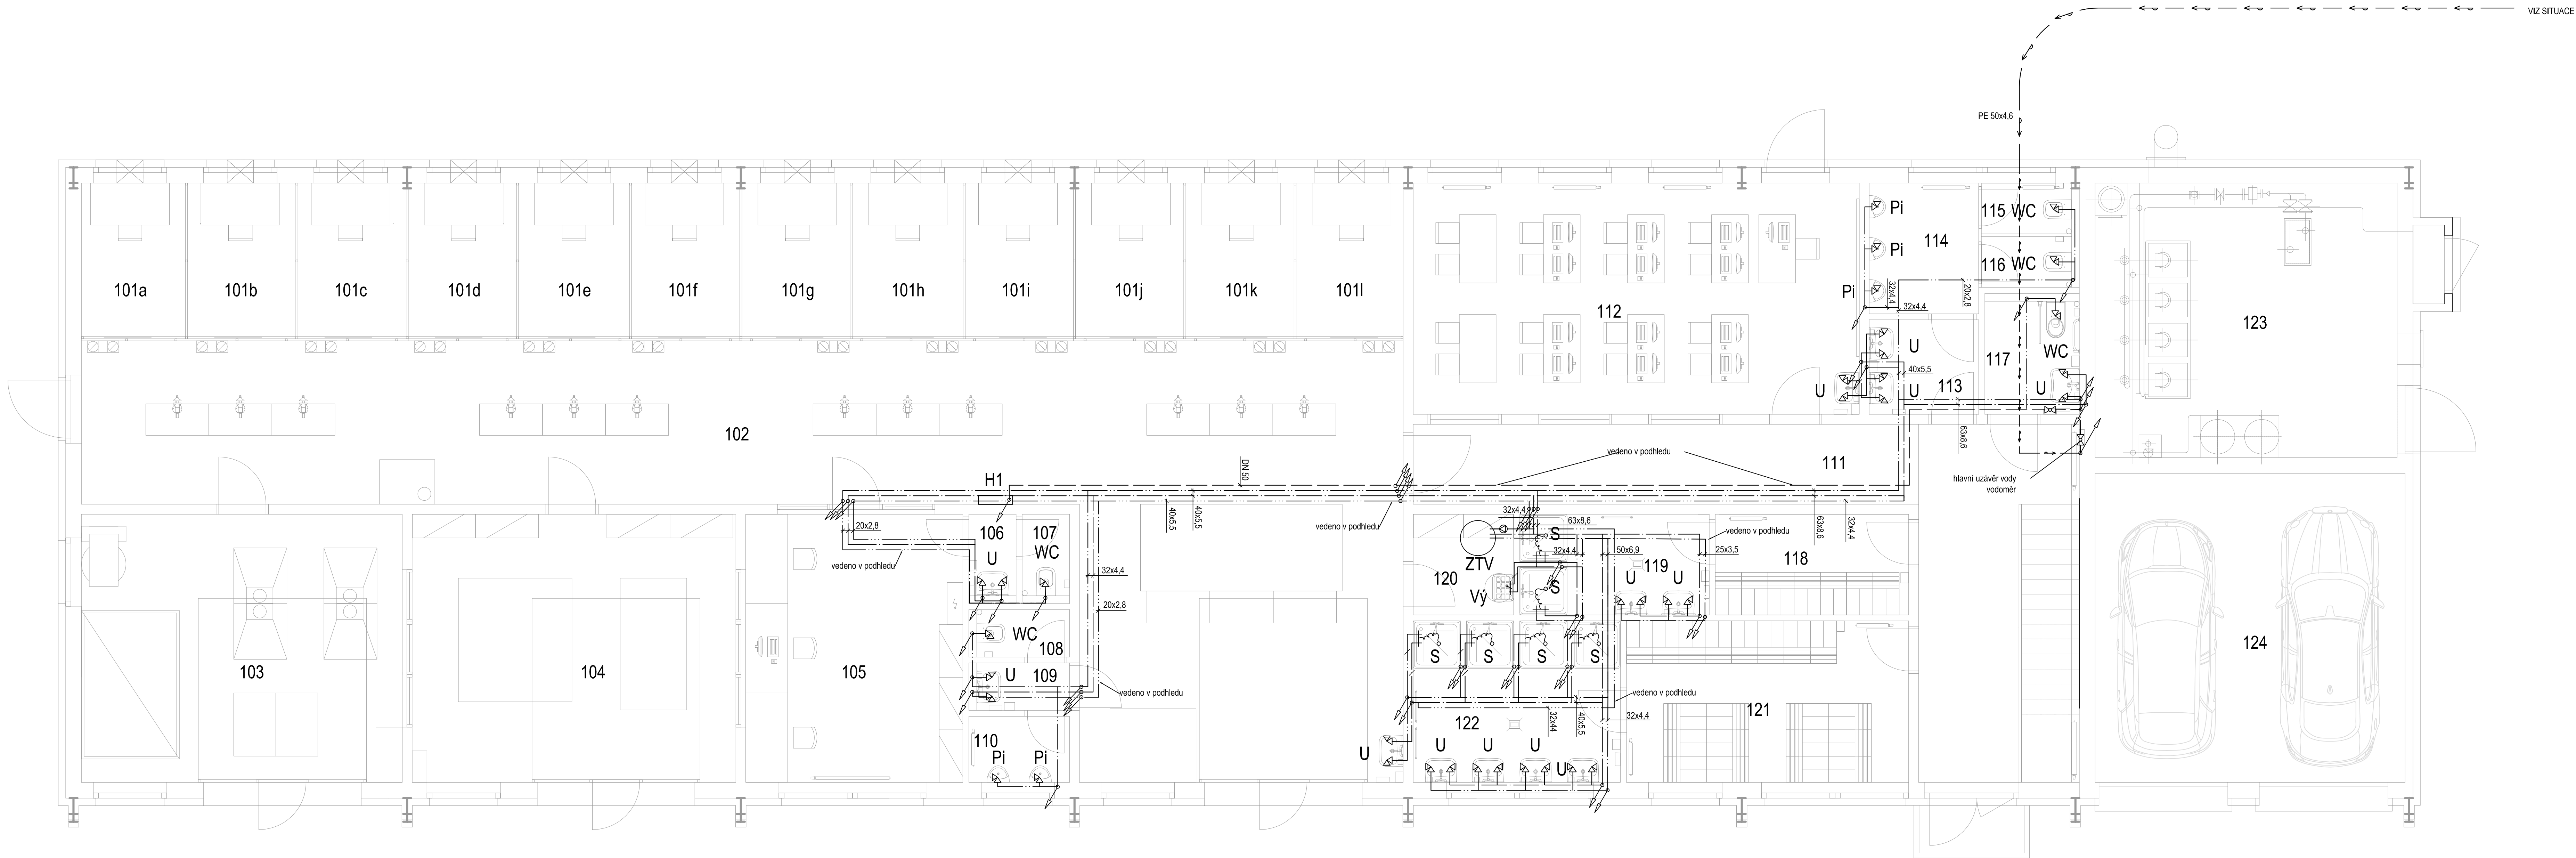 VIZ SITUACE
PE 50x4,6
Pi
115 WC
114
Pi
116 WC
101a
101b
101c
101d
101e
101f
101g
101h
101i
101j
101k
101l
Pi
32x4,4
20x2,8
32x4,4
112
123
U
WC
117
40x5,5
U
U
113
U
102
63x8,6
vedeno v podhledu
111
DN 50
H1
hlavní uzávěr vody
vodoměr
40x5,5
40x5,5
32x4,4
63x8,6
63x8,6
32x4,4
20x2,8
vedeno v podhledu
vedeno v podhledu
106
107
U
WC
S
32x4,4
50x6,9
25x3,5
118
ZTV
119
vedeno v podhledu
32x4,4
120
U
U
S
Vý
20x2,8
WC
108
S
S
S
S
103
104
105
U
109
vedeno v podhledu
vedeno v podhledu
124
121
122
32x44
40x5,5
32x4,4
110
Pi
Pi
U
U
U
U
U